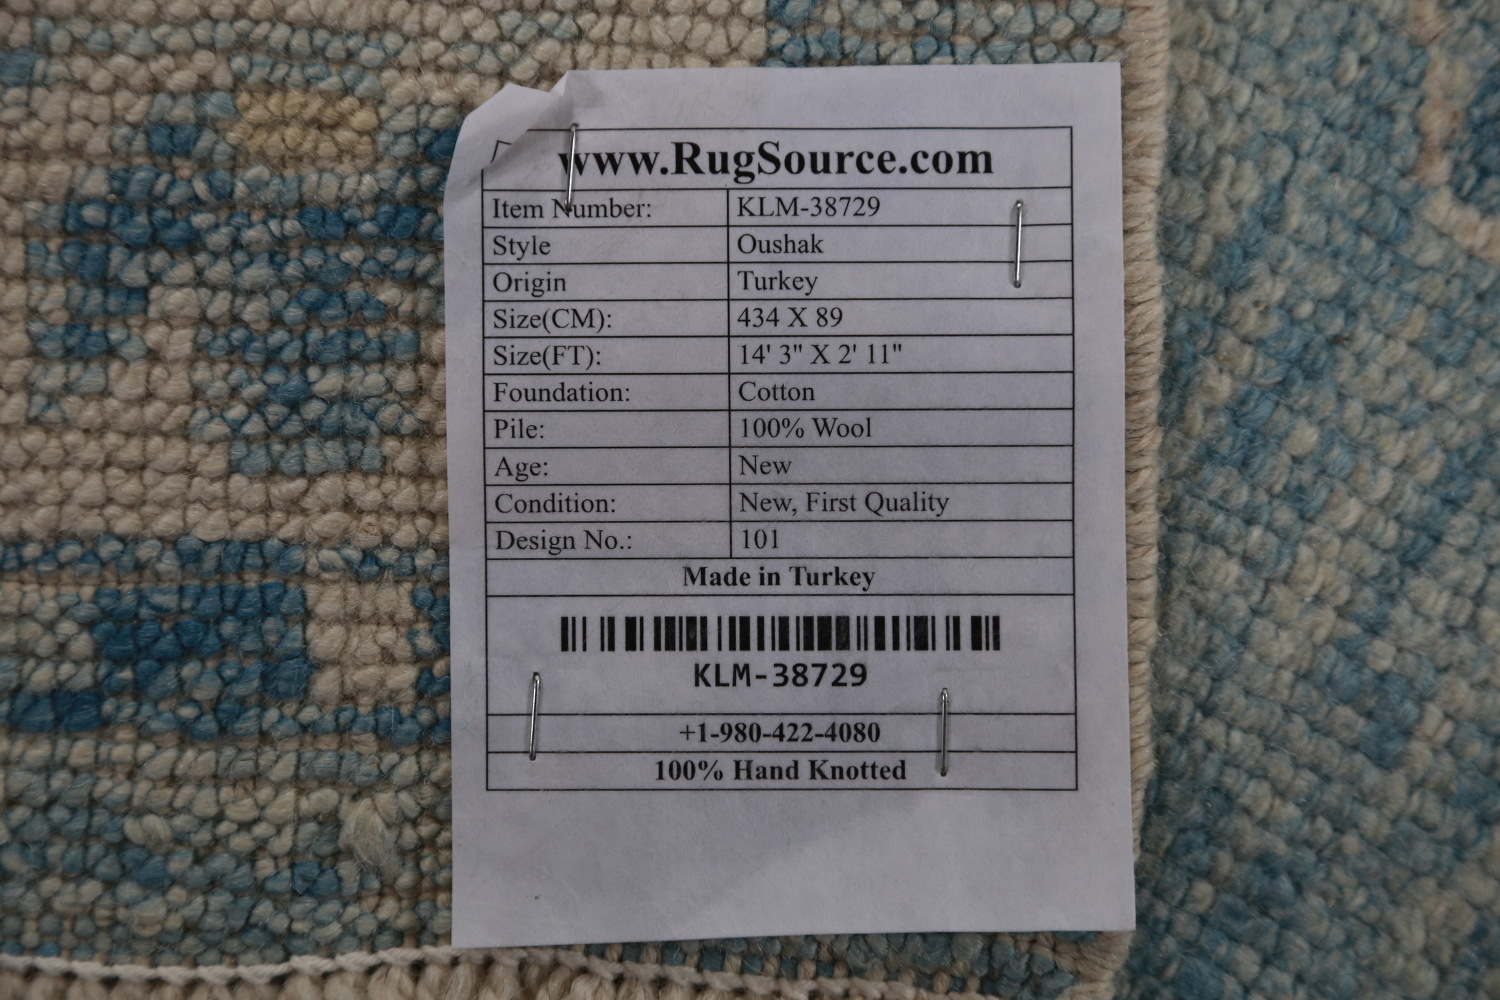 www.RugSource.com
Item Number: KLM-38729
Style Oushak
Origin Turkey
Size(CM): 434 X 89
Size(FT): 14' 3" X 2' 11"
Foundation: Cotton
Pile: 100% Wool
Age: New
Condition: New, First Quality
Design No.: 101
Made in Turkey
KLM-38729
+1-980-422-4080
100% Hand Knotted